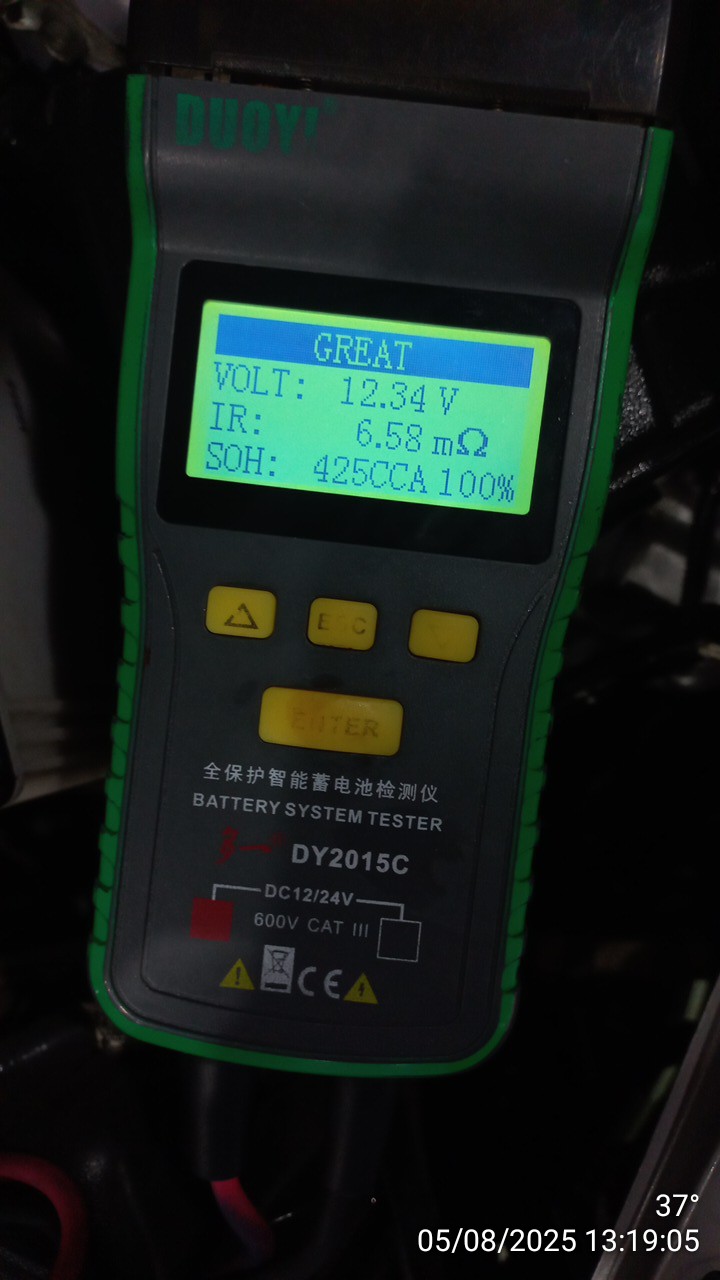 DUOYI
GREAT
VOLT: 12.34 V
IR: 6.58 mΩ
SOH: 425CCA 100%
ENTER
全保护智能蓄电池检测仪
BATTERY SYSTEM TESTER
DY2015C
DC12/24V
600V CAT III
CE
37°
05/08/2025 13:19:05